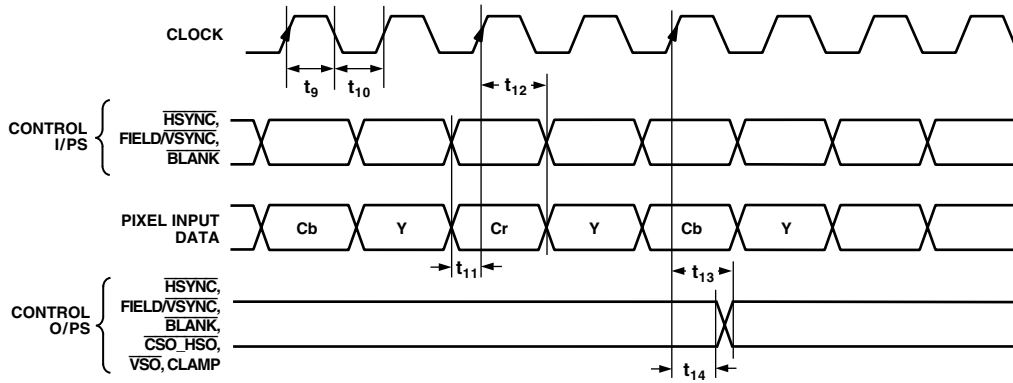 CLOCK
t9
t10
t12
CONTROL
I/PS
HSYNC,
FIELD/VSYNC,
BLANK
PIXEL INPUT
DATA
Cb
Y
Cr
Y
Cb
Y
t11
t13
CONTROL
O/PS
HSYNC,
FIELD/VSYNC,
BLANK,
CSO_HSO,
VSO, CLAMP
t14